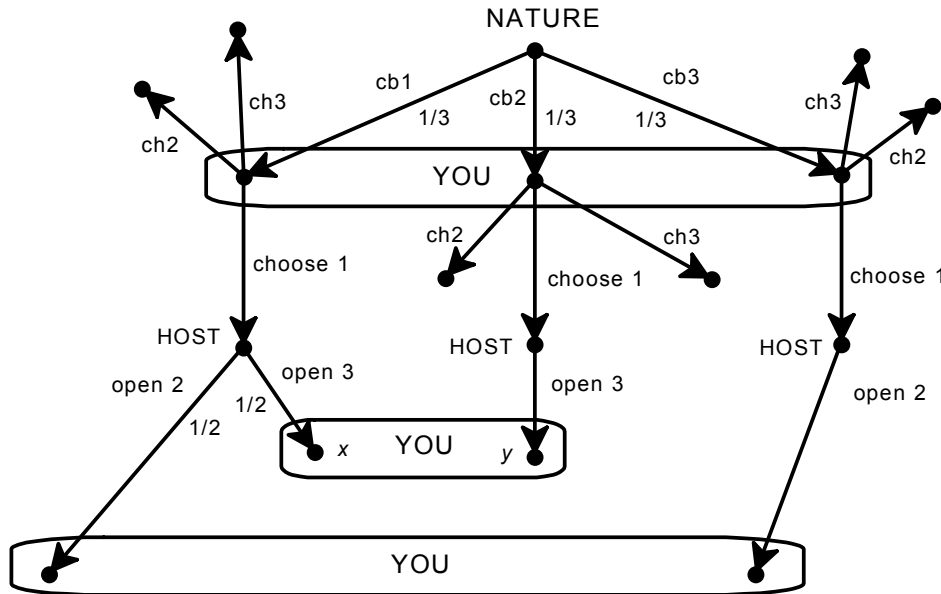 NATURE
cb1
cb2
cb3
ch3
ch3
ch2
ch2
1/3
1/3
1/3
YOU
ch2
ch3
choose 1
choose 1
choose 1
HOST
HOST
HOST
open 2
open 3
open 3
open 2
1/2
1/2
x
YOU
y
YOU